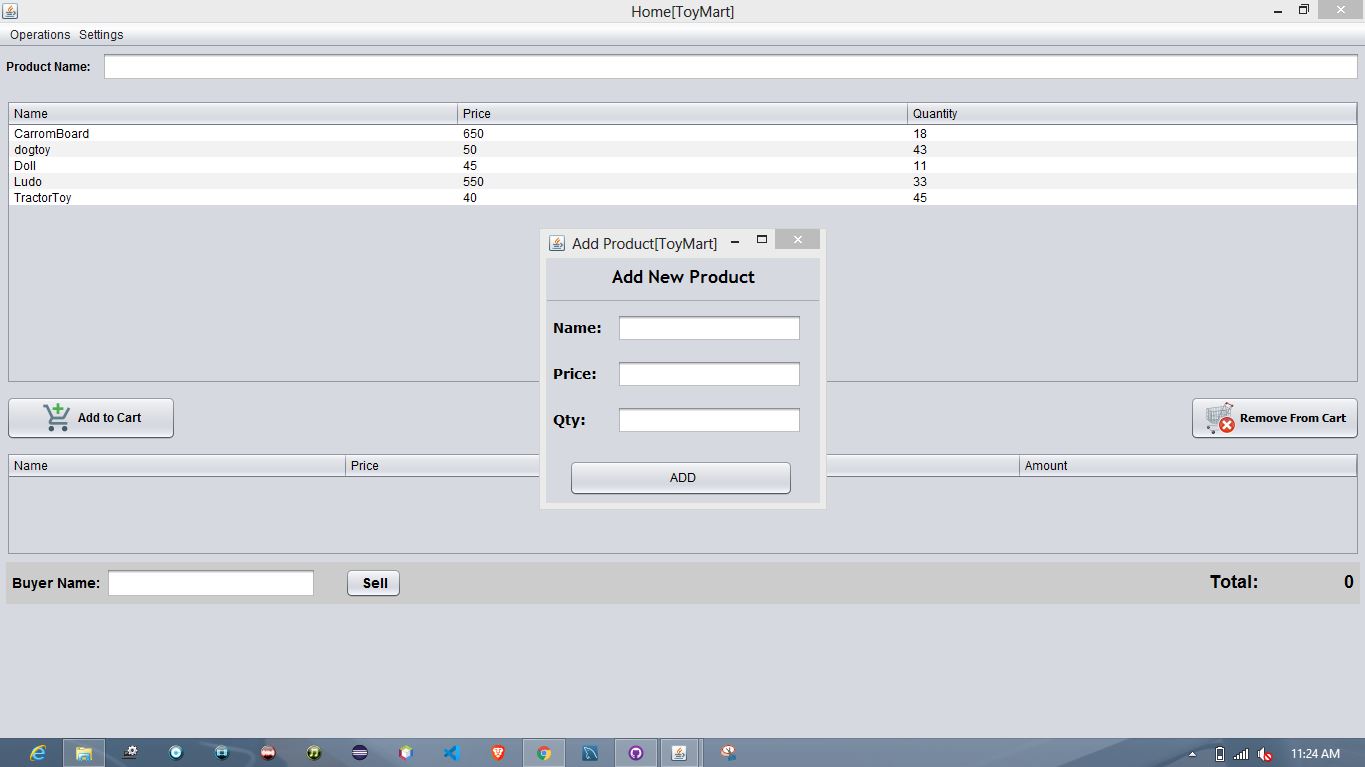 Home[ToyMart]
Operations Settings
Product Name:
Name Price Quantity
CarromBoard 650 18
dogtoy 50 43
Doll 45 11
Ludo 550 33
TractorToy 40 45
Add Product[ToyMart]
Add New Product
Name:
Price:
Qty:
ADD
Add to Cart
Remove From Cart
Name Price Amount
Buyer Name: Sell Total: 0
11:24 AM